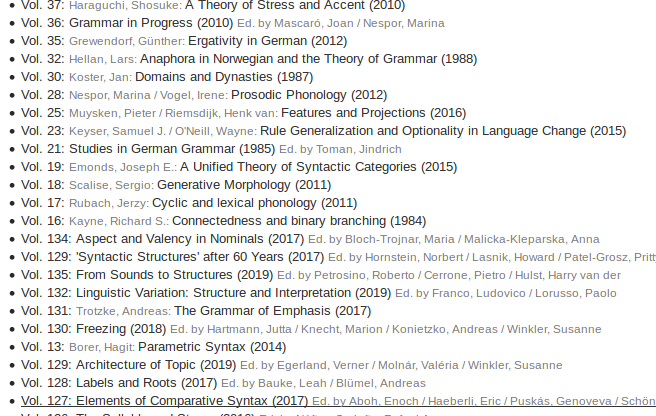 Vol. 37: Haraguchi, Shosuke: A Theory of Stress and Accent (2010)
Vol. 36: Grammar in Progress (2010) Ed. by Mascaró, Joan / Nespor, Marina
Vol. 35: Grewendorf, Günther: Ergativity in German (2012)
Vol. 32: Hellan, Lars: Anaphora in Norwegian and the Theory of Grammar (1988)
Vol. 30: Koster, Jan: Domains and Dynasties (1987)
Vol. 28: Nespor, Marina / Vogel, Irene: Prosodic Phonology (2012)
Vol. 25: Muysken, Pieter / Riemsdijk, Henk van: Features and Projections (2016)
Vol. 23: Keyser, Samuel J. / O'Neill, Wayne: Rule Generalization and Optionality in Language Change (2015)
Vol. 21: Studies in German Grammar (1985) Ed. by Toman, Jindrich
Vol. 19: Emonds, Joseph E.: A Unified Theory of Syntactic Categories (2015)
Vol. 18: Scalise, Sergio: Generative Morphology (2011)
Vol. 17: Rubach, Jerzy: Cyclic and lexical phonology (2011)
Vol. 16: Kayne, Richard S.: Connectedness and binary branching (1984)
Vol. 134: Aspect and Valency in Nominals (2017) Ed. by Bloch-Trojnar, Maria / Malicka-Kleparska, Anna
Vol. 129: 'Syntactic Structures' after 60 Years (2017) Ed. by Hornstein, Norbert / Lasnik, Howard / Patel-Grosz, Pritty
Vol. 135: From Sounds to Structures (2019) Ed. by Petrosino, Roberto / Cerrone, Pietro / Hulst, Harry van der
Vol. 132: Linguistic Variation: Structure and Interpretation (2019) Ed. by Franco, Ludovico / Lorusso, Paolo
Vol. 131: Trotzke, Andreas: The Grammar of Emphasis (2017)
Vol. 130: Freezing (2018) Ed. by Hartmann, Jutta / Knecht, Marion / Konietzko, Andreas / Winkler, Susanne
Vol. 13: Borer, Hagit: Parametric Syntax (2014)
Vol. 129: Architecture of Topic (2019) Ed. by Egerland, Verner / Molnár, Valéria / Winkler, Susanne
Vol. 128: Labels and Roots (2017) Ed. by Bauke, Leah / Blümel, Andreas
Vol. 127: Elements of Comparative Syntax (2017) Ed. by Aboh, Enoch / Haeberli, Eric / Puskás, Genoveva / Schön